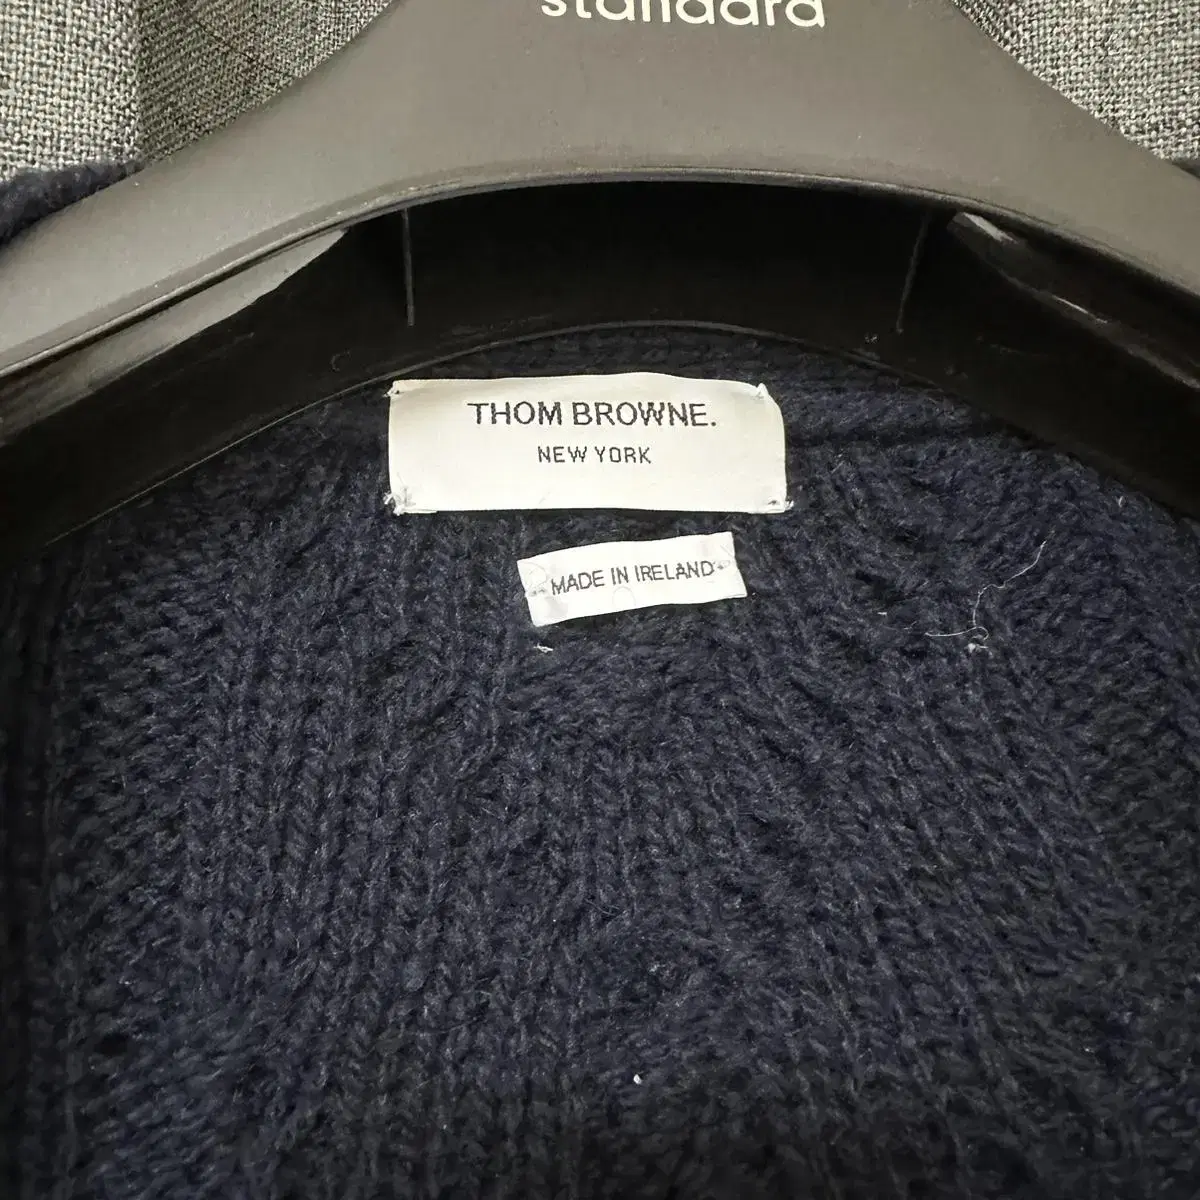 standard
THOM BROWNE.
NEW YORK
MADE IN IRELAND